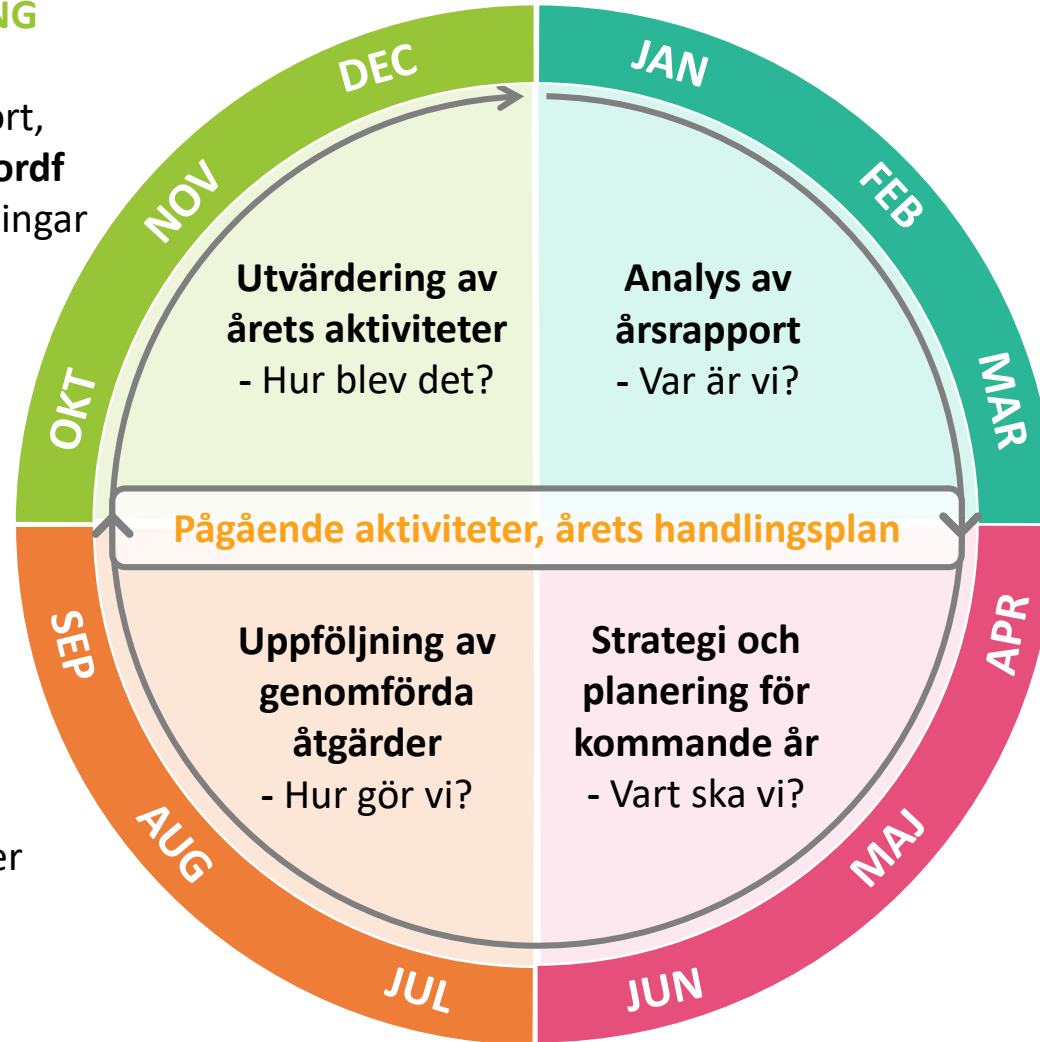 NG
ort,
ordf
ingar
er
DEC
JAN
NOV
FEB
OKT
MAR
Utvärdering av
årets aktiviteter
- Hur blev det?
Analys av
årsrapport
- Var är vi?
Pågående aktiviteter, årets handlingsplan
Uppföljning av
genomförda
åtgärder
- Hur gör vi?
Strategi och
planering för
kommande år
- Vart ska vi?
SEP
APR
AUG
MAJ
JUL
JUN